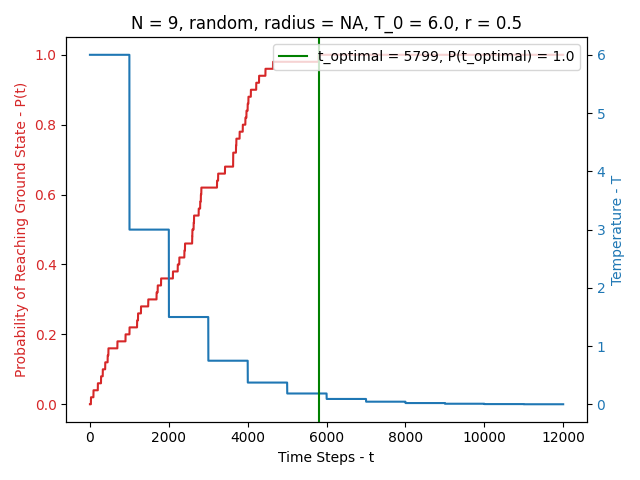 N = 9, random, radius = NA, T_0 = 6.0, r = 0.5
t_optimal = 5799, P(t_optimal) = 1.0
Probability of Reaching Ground State - P(t)
1.0
0.8
0.6
0.4
0.2
0.0
6
5
4
3
2
1
0
Temperature - T
0 2000 4000 6000 8000 10000 12000
Time Steps - t